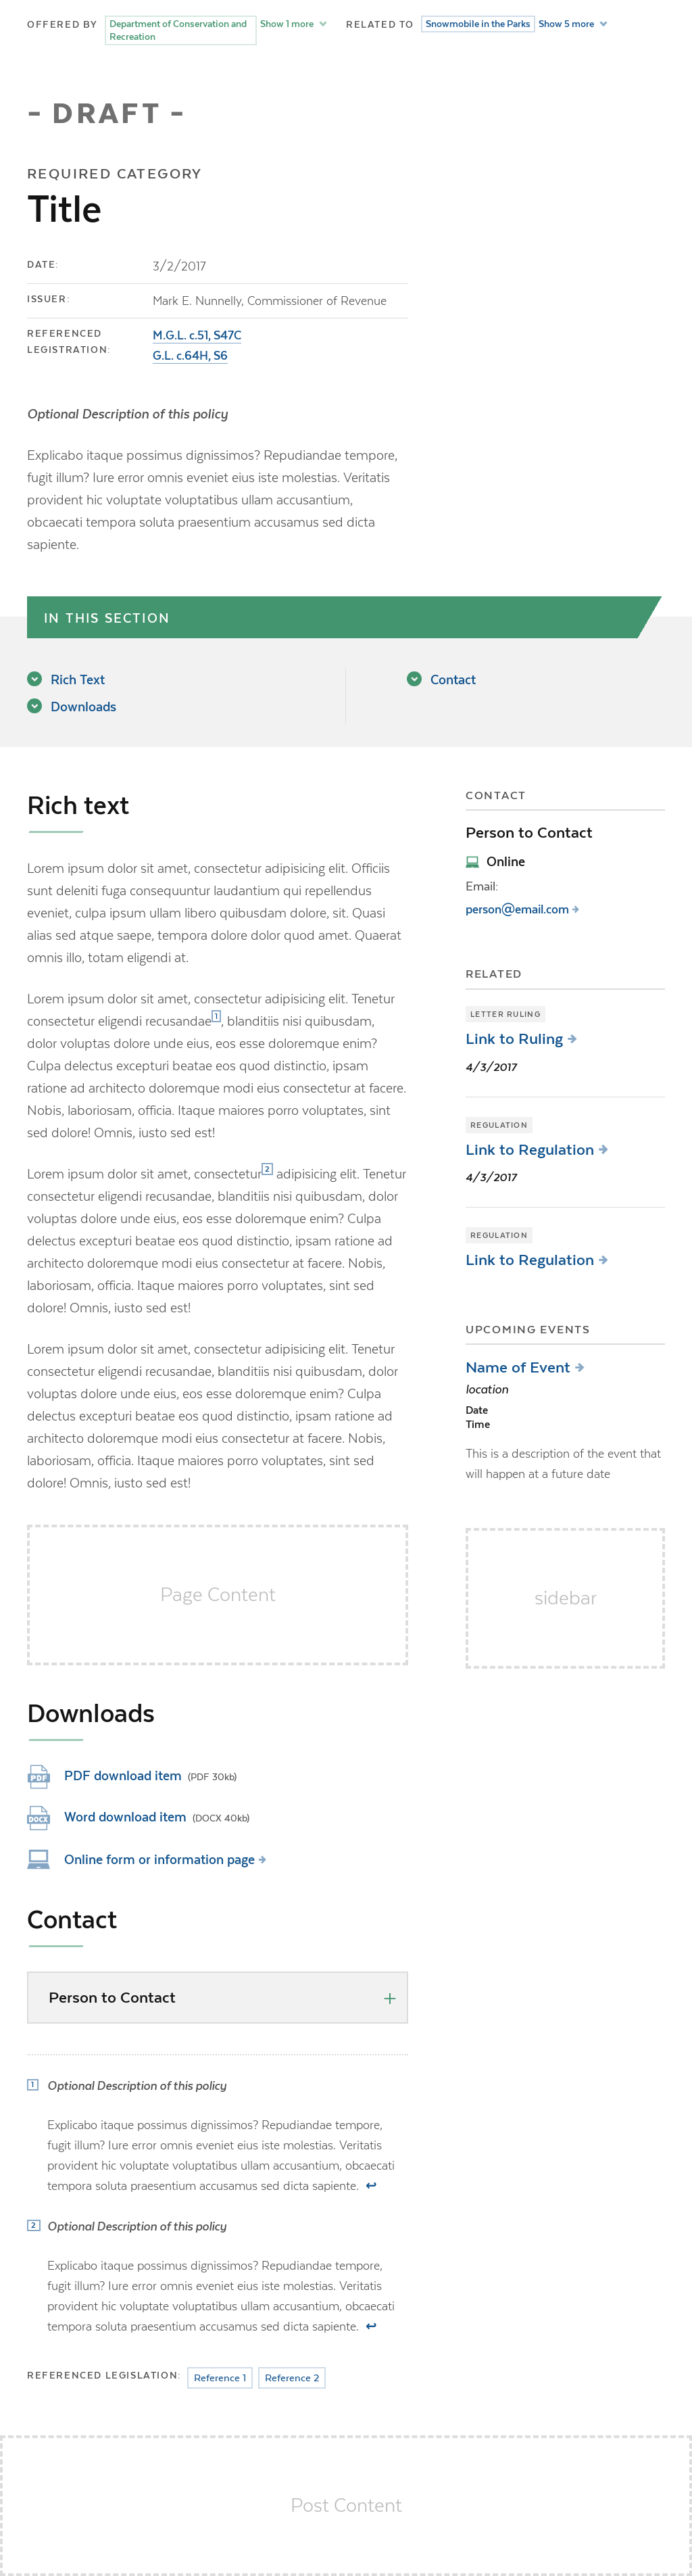 OFFERED BY
Department of Conservation and
Recreation
Show 1 more
RELATED TO
Snowmobile in the Parks
Show 5 more
- DRAFT -
REQUIRED CATEGORY
Title
DATE:
3/2/2017
ISSUER:
Mark E. Nunnelly, Commissioner of Revenue
REFERENCED
LEGISTRATION:
M.G.L. c.51, S47C
G.L. c.64H, S6
Optional Description of this policy
Explicabo itaque possimus dignissimos? Repudiandae tempore,
fugit illum? Iure error omnis eveniet eius iste molestias. Veritatis
provident hic voluptate voluptatibus ullam accusantium,
obcaecati tempora soluta praesentium accusamus sed dicta
sapiente.
IN THIS SECTION
Rich Text
Downloads
Contact
Rich text
Lorem ipsum dolor sit amet, consectetur adipisicing elit. Officiis
sunt deleniti fuga consequuntur laudantium qui repellendus
eveniet, culpa ipsum ullam libero quibusdam dolore, sit. Quasi
alias sed atque saepe, tempora dolore dolor quod amet. Quaerat
omnis illo, totam eligendi at.
Lorem ipsum dolor sit amet, consectetur adipisicing elit. Tenetur
consectetur eligendi recusandae1, blanditiis nisi quibusdam,
dolor voluptas dolore unde eius, eos esse doloremque enim?
Culpa delectus excepturi beatae eos quod distinctio, ipsam
ratione ad architecto doloremque modi eius consectetur at facere.
Nobis, laboriosam, officia. Itaque maiores porro voluptates, sint
sed dolore! Omnis, iusto sed est!
Lorem ipsum dolor sit amet, consectetur2 adipisicing elit. Tenetur
consectetur eligendi recusandae, blanditiis nisi quibusdam, dolor
voluptas dolore unde eius, eos esse doloremque enim? Culpa
delectus excepturi beatae eos quod distinctio, ipsam ratione ad
architecto doloremque modi eius consectetur at facere. Nobis,
laboriosam, officia. Itaque maiores porro voluptates, sint sed
dolore! Omnis, iusto sed est!
Lorem ipsum dolor sit amet, consectetur adipisicing elit. Tenetur
consectetur eligendi recusandae, blanditiis nisi quibusdam, dolor
voluptas dolore unde eius, eos esse doloremque enim? Culpa
delectus excepturi beatae eos quod distinctio, ipsam ratione ad
architecto doloremque modi eius consectetur at facere. Nobis,
laboriosam, officia. Itaque maiores porro voluptates, sint sed
dolore! Omnis, iusto sed est!
Page Content
Downloads
PDF
PDF download item (PDF 30kb)
DOCX
Word download item (DOCX 40kb)
Online form or information page
Contact
Person to Contact
1 Optional Description of this policy
Explicabo itaque possimus dignissimos? Repudiandae tempore,
fugit illum? Iure error omnis eveniet eius iste molestias. Veritatis
provident hic voluptate voluptatibus ullam accusantium, obcaecati
tempora soluta praesentium accusamus sed dicta sapiente. ↩
2 Optional Description of this policy
Explicabo itaque possimus dignissimos? Repudiandae tempore,
fugit illum? Iure error omnis eveniet eius iste molestias. Veritatis
provident hic voluptate voluptatibus ullam accusantium, obcaecati
tempora soluta praesentium accusamus sed dicta sapiente. ↩
REFERENCED LEGISLATION: Reference 1 Reference 2
CONTACT
Person to Contact
Online
Email:
person@email.com
RELATED
LETTER RULING
Link to Ruling
4/3/2017
REGULATION
Link to Regulation
4/3/2017
REGULATION
Link to Regulation
UPCOMING EVENTS
Name of Event
location
Date
Time
This is a description of the event that
will happen at a future date
sidebar
Post Content